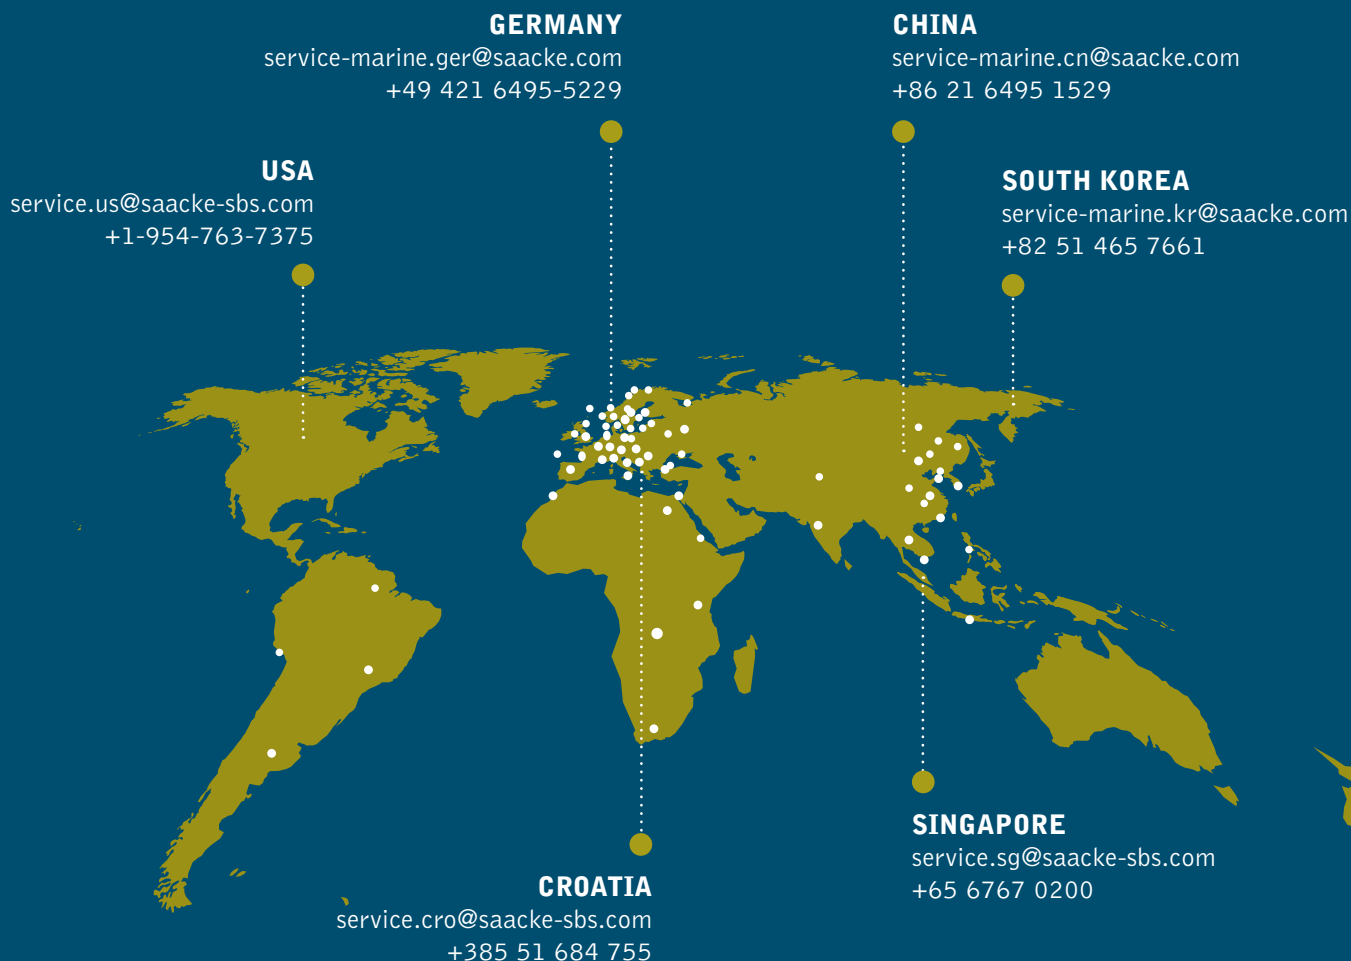 GERMANY
service-marine.ger@saacke.com
+49 421 6495-5229
CHINA
service-marine.cn@saacke.com
+86 21 6495 1529
USA
service.us@saacke-sbs.com
+1-954-763-7375
SOUTH KOREA
service-marine.kr@saacke.com
+82 51 465 7661
SINGAPORE
service.sg@saacke-sbs.com
+65 6767 0200
CROATIA
service.cro@saacke-sbs.com
+385 51 684 755